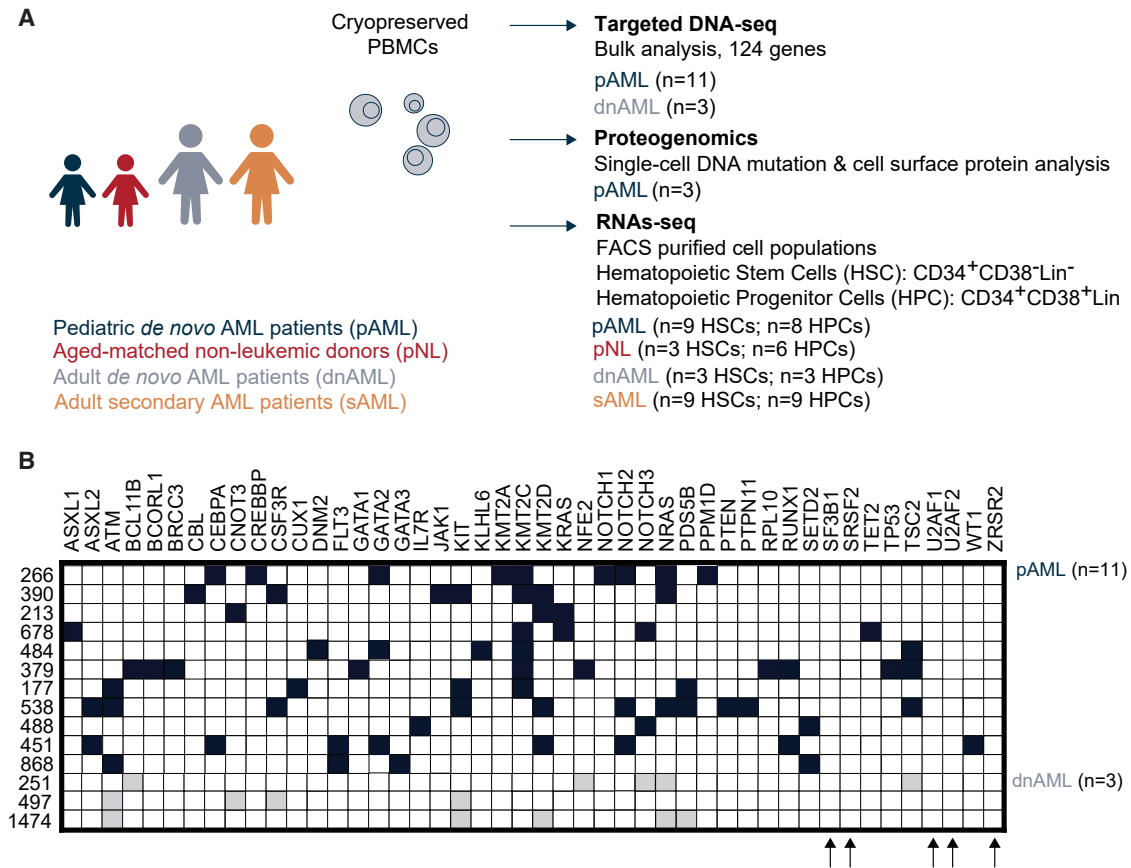 A
Cryopreserved
PBMCs
Targeted DNA-seq
Bulk analysis, 124 genes
pAML (n=11)
dnAML (n=3)
Proteogenomics
Single-cell DNA mutation & cell surface protein analysis
pAML (n=3)
RNAs-seq
FACS purified cell populations
Hematopoietic Stem Cells (HSC): CD34⁺CD38⁻Lin⁻
Hematopoietic Progenitor Cells (HPC): CD34⁺CD38⁺Lin
pAML (n=9 HSCs; n=8 HPCs)
pNL (n=3 HSCs; n=6 HPCs)
dnAML (n=3 HSCs; n=3 HPCs)
sAML (n=9 HSCs; n=9 HPCs)
Pediatric de novo AML patients (pAML)
Aged-matched non-leukemic donors (pNL)
Adult de novo AML patients (dnAML)
Adult secondary AML patients (sAML)
B
ASXL1
ASXL2
ATM
BCL11B
BCORL1
BRCC3
CBL
CEBPA
CNOT3
CREBBP
CSF3R
CUX1
DNM2
FLT3
GATA1
GATA2
GATA3
IL7R
JAK1
KIT
KLHL6
KMT2A
KMT2C
KMT2D
KRAS
NFE2
NOTCH1
NOTCH2
NOTCH3
NRAS
PDS5B
PPM1D
PTEN
PTPN11
RPL10
RUNX1
SETD2
SF3B1
SRSF2
TET2
TP53
TSC2
U2AF1
U2AF2
WT1
ZRSR2
266
390
213
678
484
379
177
538
488
451
868
251
497
1474
pAML (n=11)
dnAML (n=3)